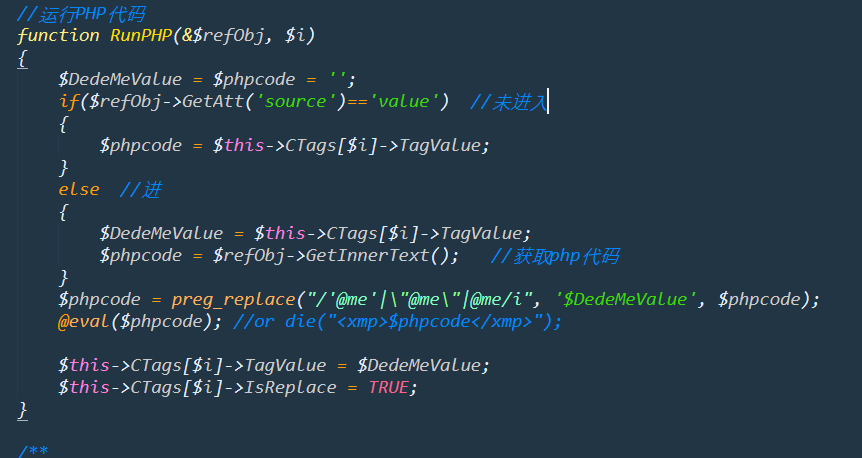 //运行PHP代码
function RunPHP(&$refObj, $i)
{
    $DedeMeValue = $phpcode = '';
    if($refObj->GetAtt('source')=='value')  //未进入
    {
        $phpcode = $this->CTags[$i]->TagValue;
    }
    else  //进
    {
        $DedeMeValue = $this->CTags[$i]->TagValue;
        $phpcode = $refObj->GetInnerText();   //获取php代码
    }
    $phpcode = preg_replace("/'@me'|\"@me\"|@me/i", '$DedeMeValue', $phpcode);
    @eval($phpcode); //or die("<xmp>$phpcode</xmp>");
    $this->CTags[$i]->TagValue = $DedeMeValue;
    $this->CTags[$i]->IsReplace = TRUE;
}
/**